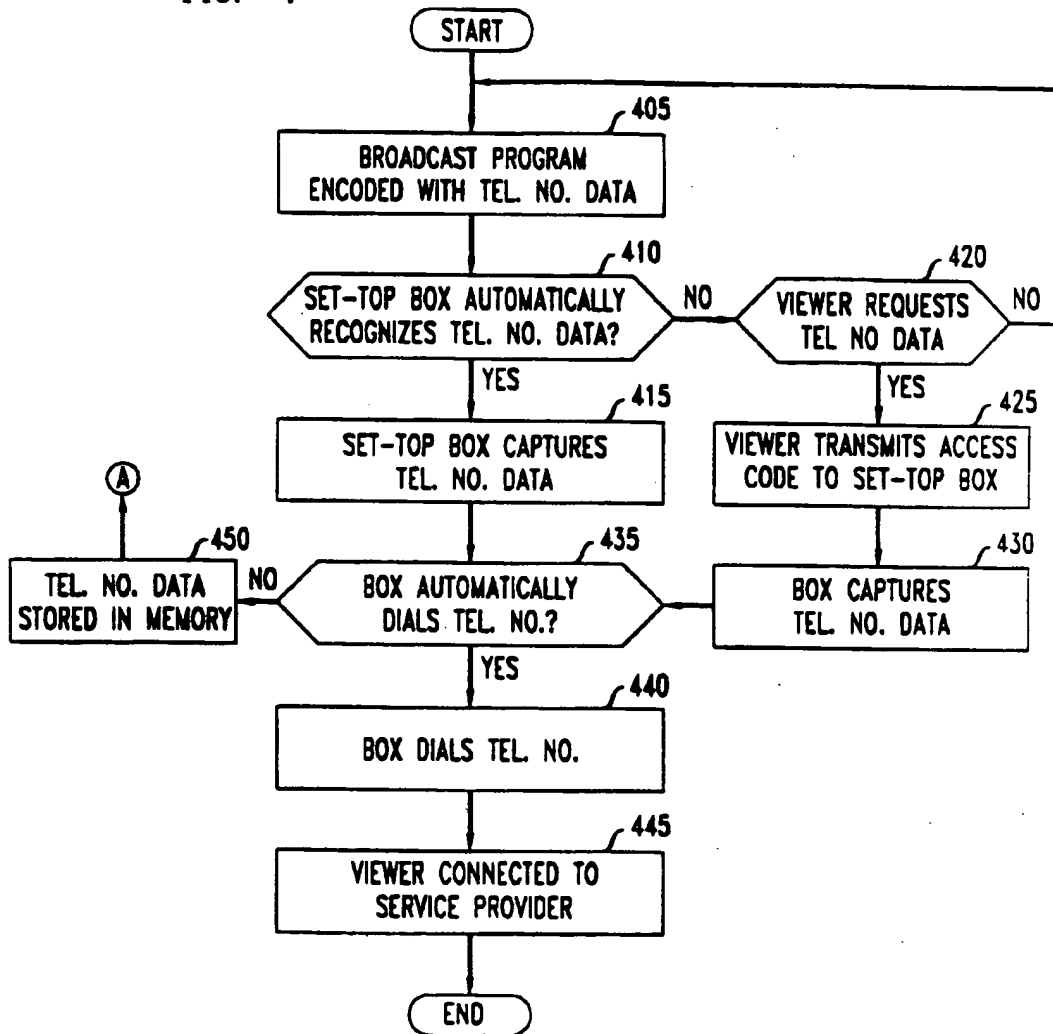 START
405
BROADCAST PROGRAM
ENCODED WITH TEL. NO. DATA
410
SET-TOP BOX AUTOMATICALLY
RECOGNIZES TEL. NO. DATA?
NO
420
VIEWER REQUESTS
TEL NO DATA
NO
YES
415
SET-TOP BOX CAPTURES
TEL. NO. DATA
YES
425
VIEWER TRANSMITS ACCESS
CODE TO SET-TOP BOX
A
450
TEL. NO. DATA
STORED IN MEMORY
NO
435
BOX AUTOMATICALLY
DIALS TEL. NO.?
430
BOX CAPTURES
TEL. NO. DATA
YES
440
BOX DIALS TEL. NO.
445
VIEWER CONNECTED TO
SERVICE PROVIDER
END